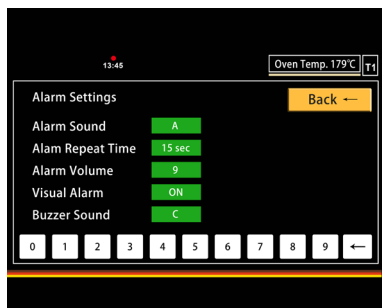 13:45
Oven Temp. 179℃ T1
Alarm Settings
Back ←
Alarm Sound A
Alam Repeat Time 15 sec
Alarm Volume 9
Visual Alarm ON
Buzzer Sound C
0 1 2 3 4 5 6 7 8 9 ←